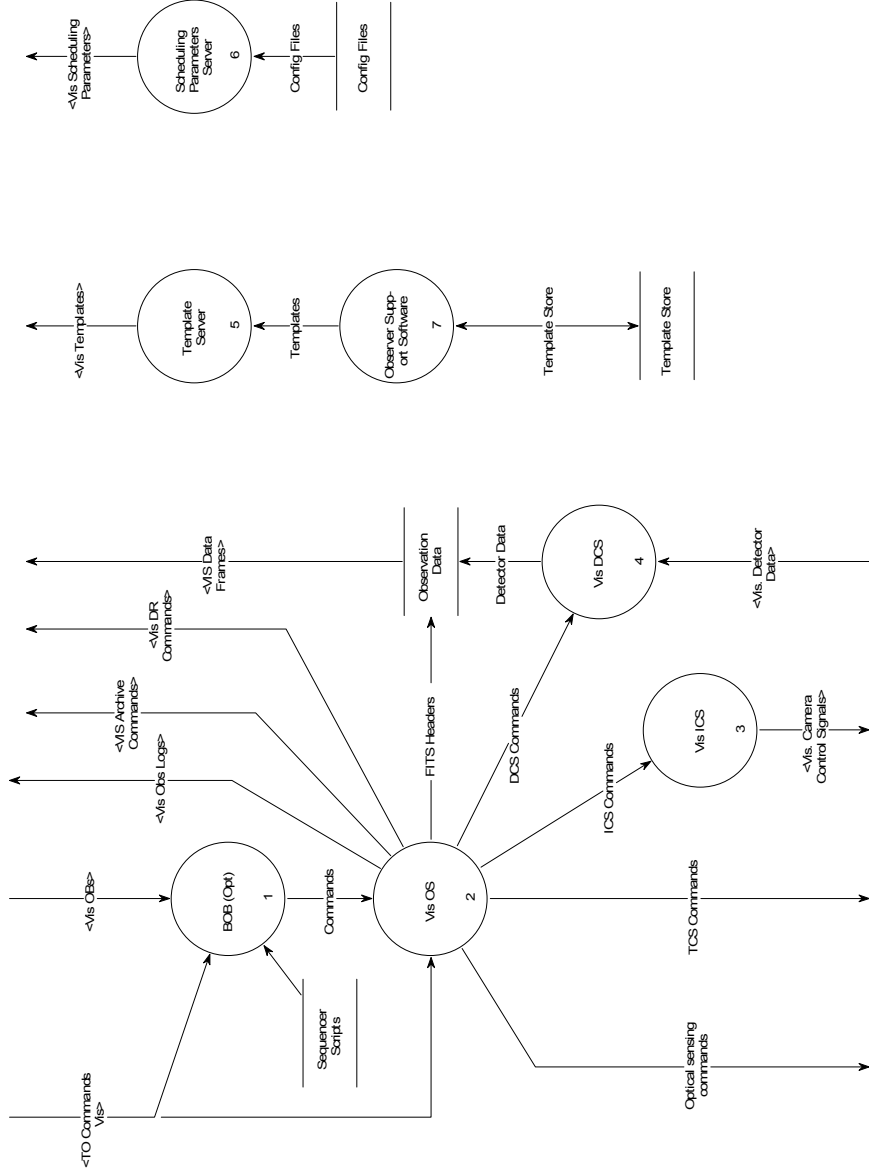 <Vis Scheduling
Parameters>
Scheduling
Parameters
Server
6
Config Files
Config Files
<Vis Templates>
Template
Server
5
Templates
Observer Supp-
ort Software
7
Template Store
Template Store
<VIS Data
Frames>
Observation
Data
Detector Data
Vis DCS
4
<Vis. Detector
Data>
<Vis DR
Commands>
<VIS Archive
Commands>
<Vis Obs Logs>
FITS Headers
DCS Commands
ICS Commands
Vis ICS
3
<Vis. Camera
Control Signals>
<Vis OBs>
BOB (Opt)
1
Commands
Vis OS
2
TCS Commands
Sequencer
Scripts
<TO Commands
Vis>
Optical sensing
commands